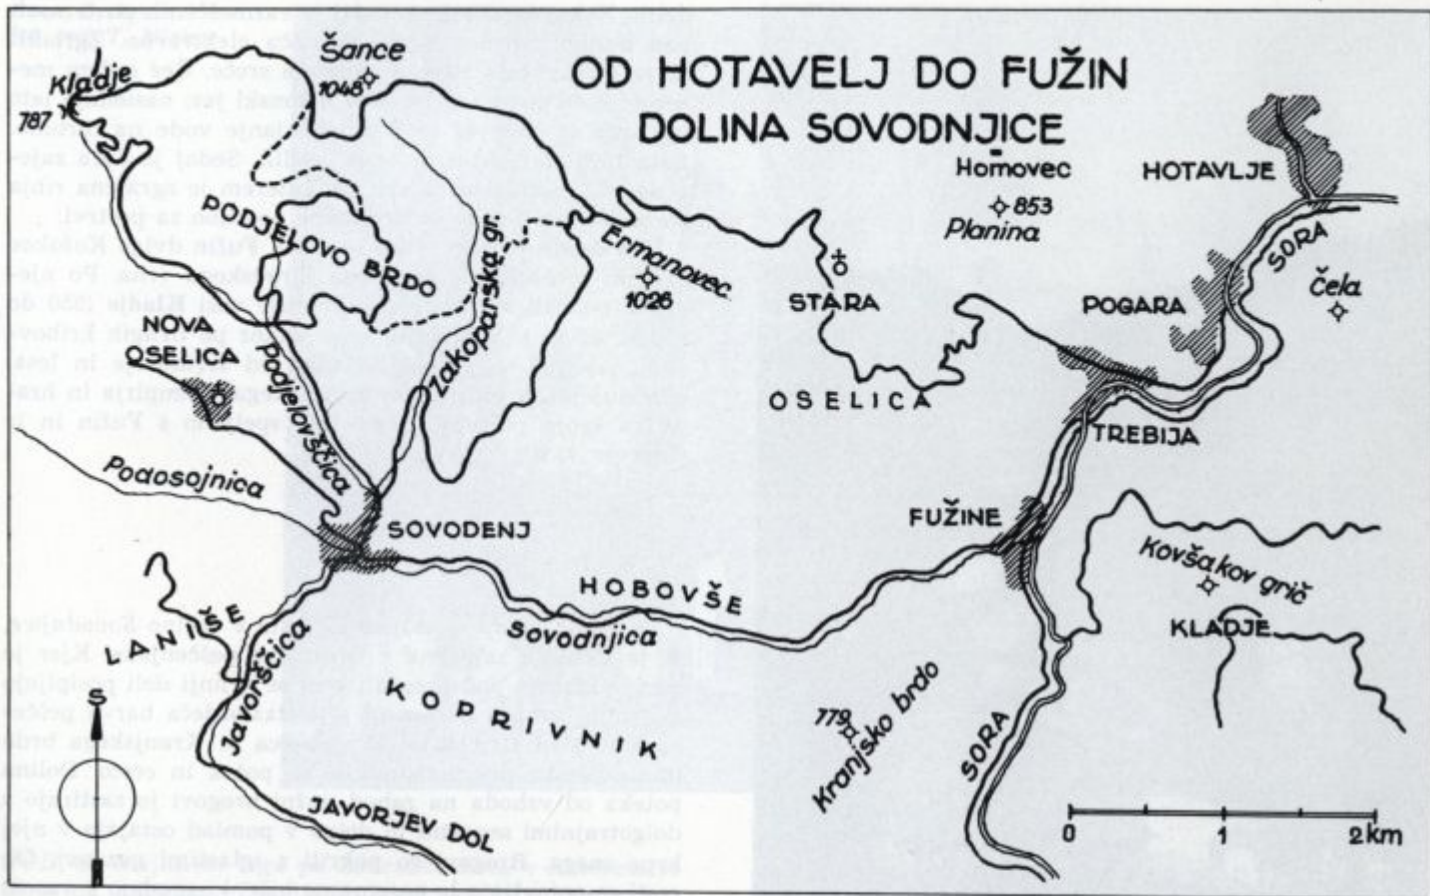 OD HOTAVELJ DO FUŽIN
DOLINA SOVODNJICE
Šance
1048
Kladje
787
Homovec
853
Planina
HOTAVLJE
SORA
Čela
POGARA
PODJELOVO BRDO
Zakoparska gr.
Ermanovec
1026
STARA
OSELICA
NOVA
OSELICA
Podjelovščica
TREBIJA
Podosojnica
SOVODENJ
FUŽINE
Kovšakov grič
KLADJE
HOBOVŠE
Sovodnjica
LANIŠE
Javorščica
KOPRIVNIK
779
Kranjsko brdo
SORA
JAVORJEV DOL
S
0
1
2 km